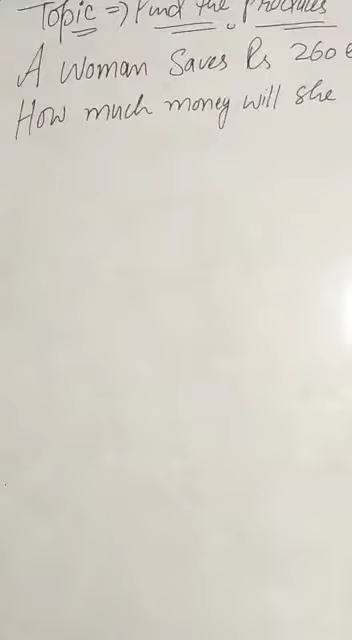 Topic => Find the Products
A Woman Saves Rs 260
How much money will she